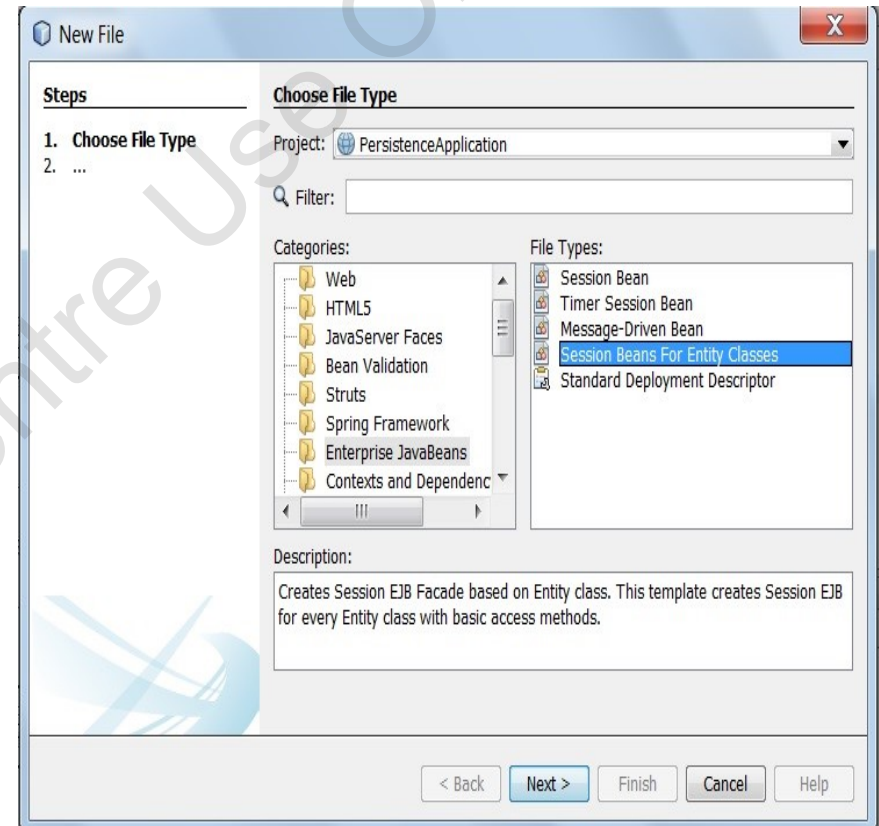 New File
X
Steps
1. Choose File Type
2. ...
Choose File Type
Project: PersistenceApplication
Filter:
Categories:
Web
HTML5
JavaServer Faces
Bean Validation
Struts
Spring Framework
Enterprise JavaBeans
Contexts and Dependenc
File Types:
Session Bean
Timer Session Bean
Message-Driven Bean
Session Beans For Entity Classes
Standard Deployment Descriptor
Description:
Creates Session EJB Facade based on Entity class. This template creates Session EJB
for every Entity class with basic access methods.
< Back
Next >
Finish
Cancel
Help
ntre Use O